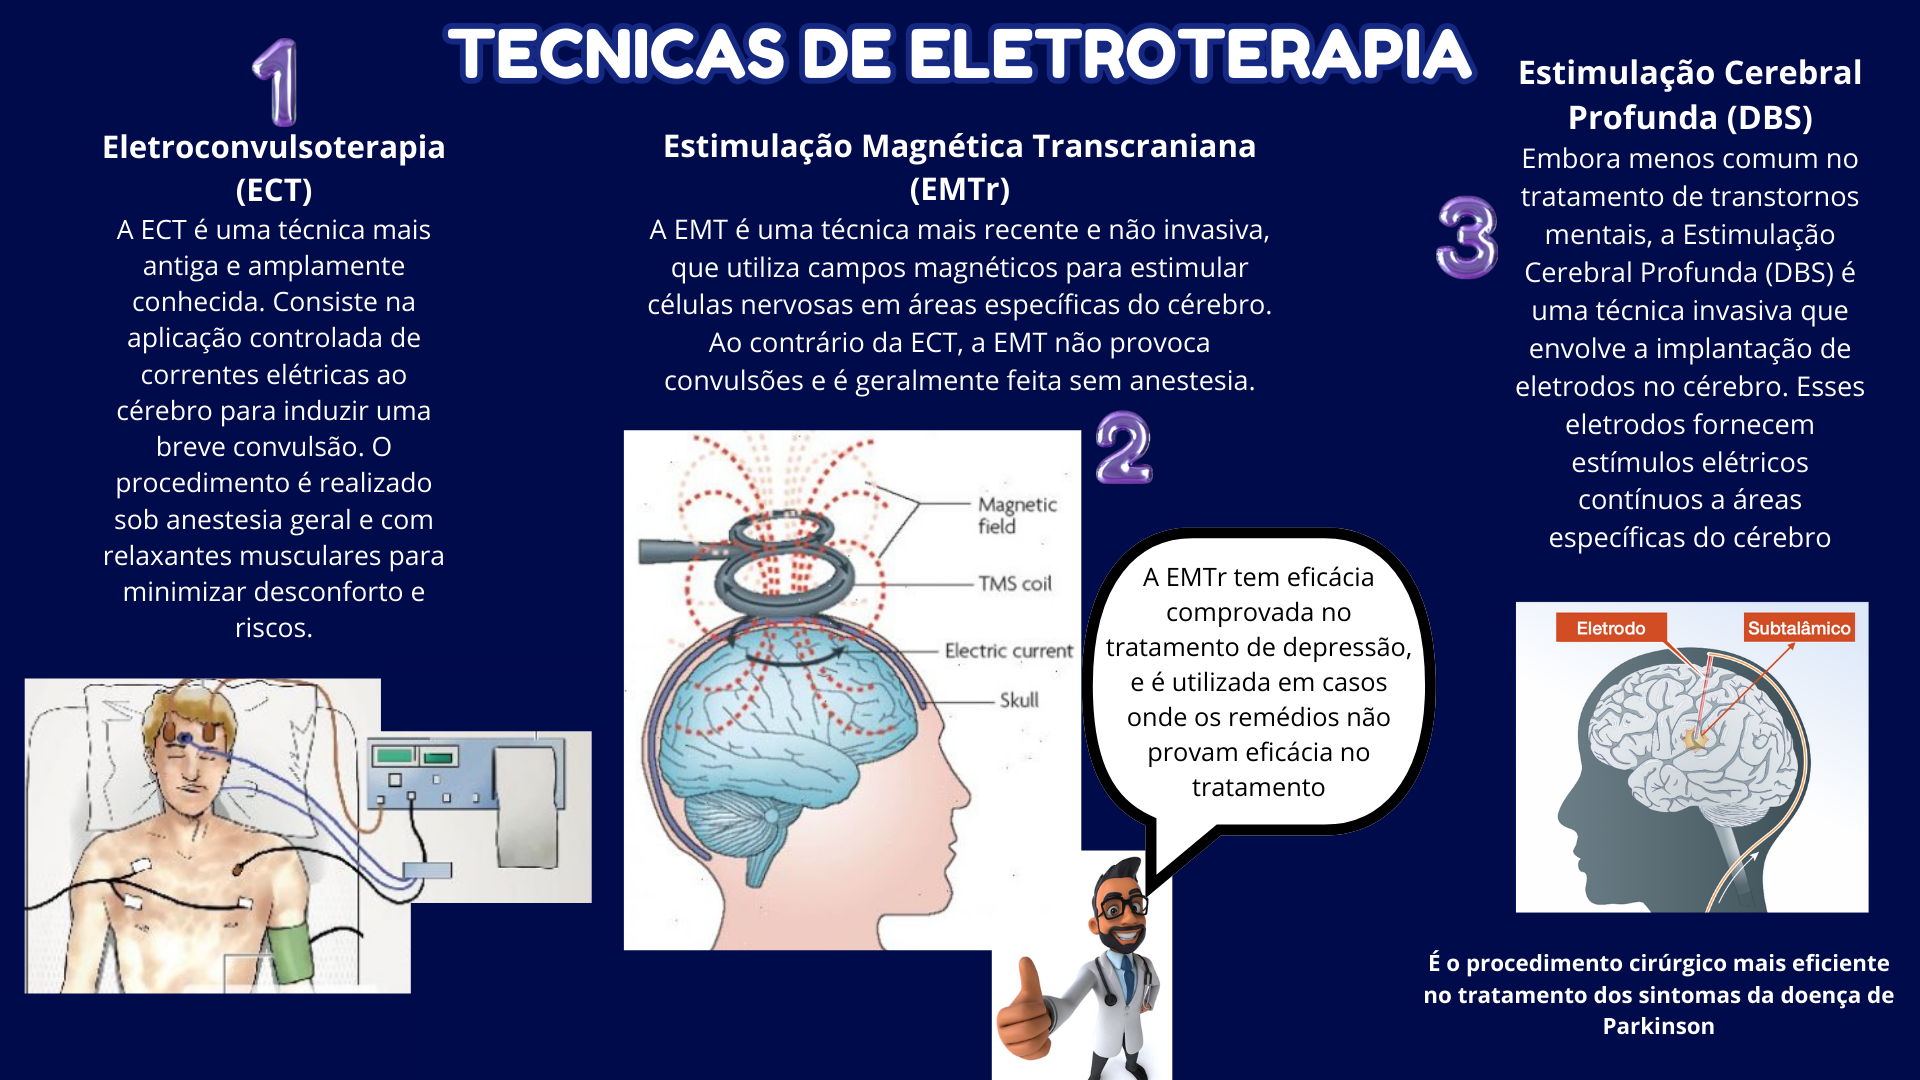 TECNICAS DE ELETROTERAPIA
1
Eletroconvulsoterapia
(ECT)
A ECT é uma técnica mais
antiga e amplamente
conhecida. Consiste na
aplicação controlada de
correntes elétricas ao
cérebro para induzir uma
breve convulsão. O
procedimento é realizado
sob anestesia geral e com
relaxantes musculares para
minimizar desconforto e
riscos.
Estimulação Magnética Transcraniana
(EMTr)
A EMT é uma técnica mais recente e não invasiva,
que utiliza campos magnéticos para estimular
células nervosas em áreas específicas do cérebro.
Ao contrário da ECT, a EMT não provoca
convulsões e é geralmente feita sem anestesia.
2
Magnetic
field
TMS coil
Electric current
Skull
A EMTr tem eficácia
comprovada no
tratamento de depressão,
e é utilizada em casos
onde os remédios não
provam eficácia no
tratamento
3
Estimulação Cerebral
Profunda (DBS)
Embora menos comum no
tratamento de transtornos
mentais, a Estimulação
Cerebral Profunda (DBS) é
uma técnica invasiva que
envolve a implantação de
eletrodos no cérebro. Esses
eletrodos fornecem
estímulos elétricos
contínuos a áreas
específicas do cérebro
Eletrodo
Subtalâmico
É o procedimento cirúrgico mais eficiente
no tratamento dos sintomas da doença de
Parkinson